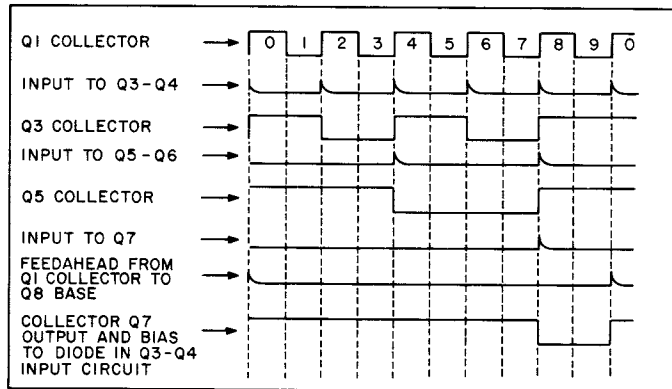 Q1 COLLECTOR
0 1 2 3 4 5 6 7 8 9 0
INPUT TO Q3-Q4
Q3 COLLECTOR
INPUT TO Q5-Q6
Q5 COLLECTOR
INPUT TO Q7
FEEDAHEAD FROM
Q1 COLLECTOR TO
Q8 BASE
COLLECTOR Q7
OUTPUT AND BIAS
TO DIODE IN Q3-Q4
INPUT CIRCUIT